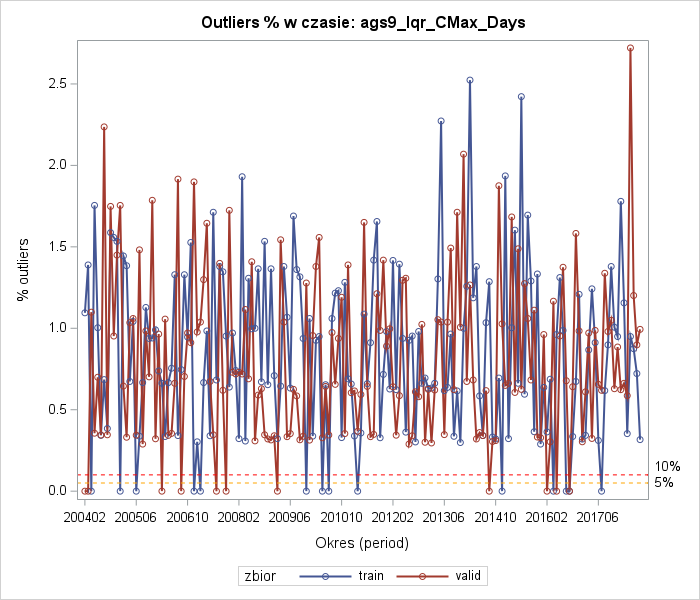 Outliers % w czasie: ags9_Iqr_CMax_Days
% outliers
2.5
2.0
1.5
1.0
0.5
0.0
10%
5%
200402 200506 200610 200802 200906 201010 201202 201306 201410 201602 201706
Okres (period)
zbior train valid